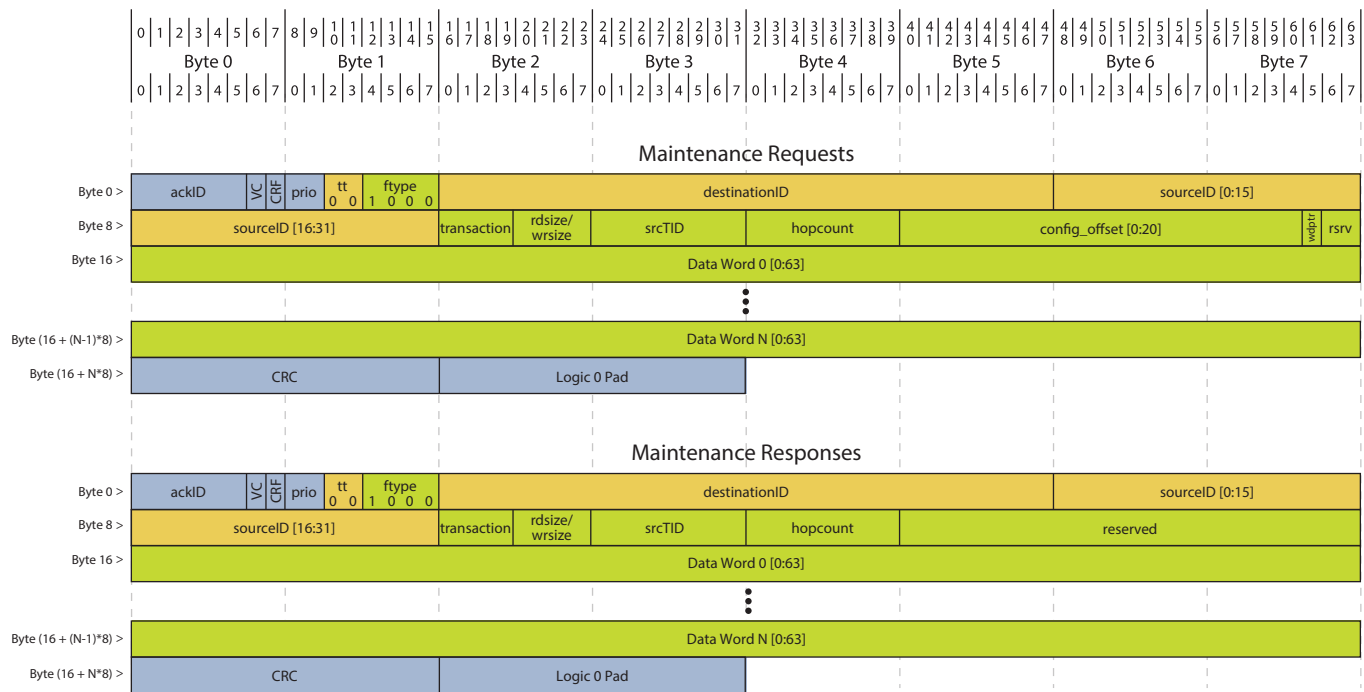 0 1 2 3 4 5 6 7 8 9 10 11 12 13 14 15 16 17 18 19 20 21 22 23 24 25 26 27 28 29 30 31 32 33 34 35 36 37 38 39 40 41 42 43 44 45 46 47 48 49 50 51 52 53 54 55 56 57 58 59 60 61 62 63
Byte 0 Byte 1 Byte 2 Byte 3 Byte 4 Byte 5 Byte 6 Byte 7
0 1 2 3 4 5 6 7 0 1 2 3 4 5 6 7 0 1 2 3 4 5 6 7 0 1 2 3 4 5 6 7 0 1 2 3 4 5 6 7 0 1 2 3 4 5 6 7 0 1 2 3 4 5 6 7 0 1 2 3 4 5 6 7
Maintenance Requests
Byte 0 > ackID VC CRF prio tt 0 0 ftype 1 0 0 0 destinationID sourceID [0:15]
Byte 8 > sourceID [16:31] transaction rdsize/ wrsize srcTID hopcount config_offset [0:20] wdptr rsrv
Byte 16 > Data Word 0 [0:63]
Byte (16 + (N-1)*8) > Data Word N [0:63]
Byte (16 + N*8) > CRC Logic 0 Pad
Maintenance Responses
Byte 0 > ackID VC CRF prio tt 0 0 ftype 1 0 0 0 destinationID sourceID [0:15]
Byte 8 > sourceID [16:31] transaction rdsize/ wrsize srcTID hopcount reserved
Byte 16 > Data Word 0 [0:63]
Byte (16 + (N-1)*8) > Data Word N [0:63]
Byte (16 + N*8) > CRC Logic 0 Pad